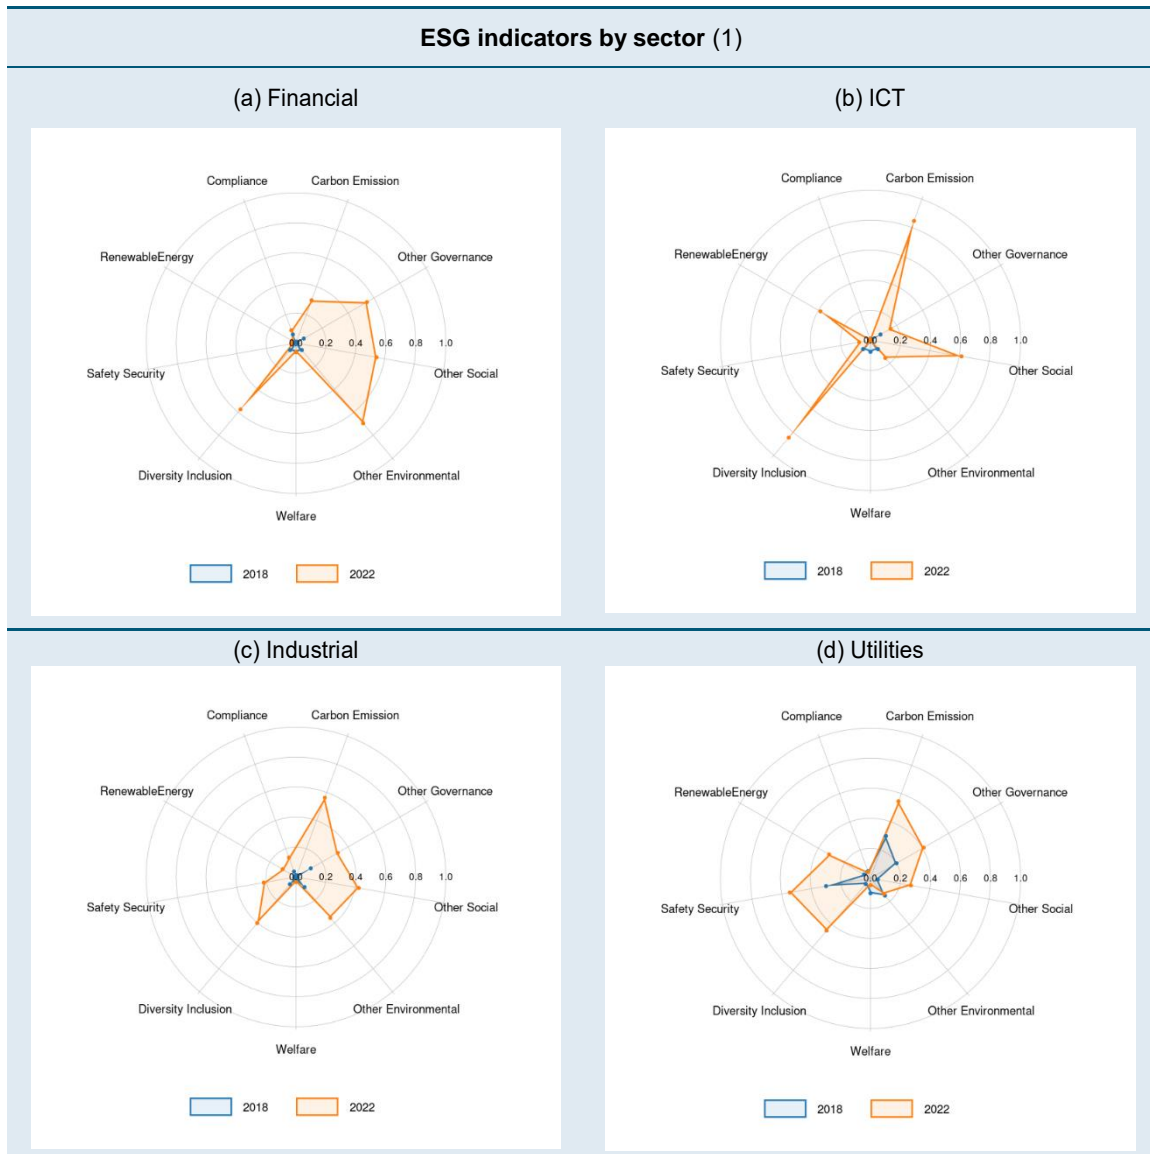 ESG indicators by sector (1)
(a) Financial
(b) ICT
Compliance Carbon Emission
RenewableEnergy Other Governance
0.0 0.2 0.4 0.6 0.8 1.0
Safety Security Other Social
Diversity Inclusion Other Environmental
Welfare
2018 2022
Compliance Carbon Emission
RenewableEnergy Other Governance
0.0 0.2 0.4 0.6 0.8 1.0
Safety Security Other Social
Diversity Inclusion Other Environmental
Welfare
2018 2022
(c) Industrial
(d) Utilities
Compliance Carbon Emission
RenewableEnergy Other Governance
0.0 0.2 0.4 0.6 0.8 1.0
Safety Security Other Social
Diversity Inclusion Other Environmental
Welfare
2018 2022
Compliance Carbon Emission
RenewableEnergy Other Governance
0.0 0.2 0.4 0.6 0.8 1.0
Safety Security Other Social
Diversity Inclusion Other Environmental
Welfare
2018 2022